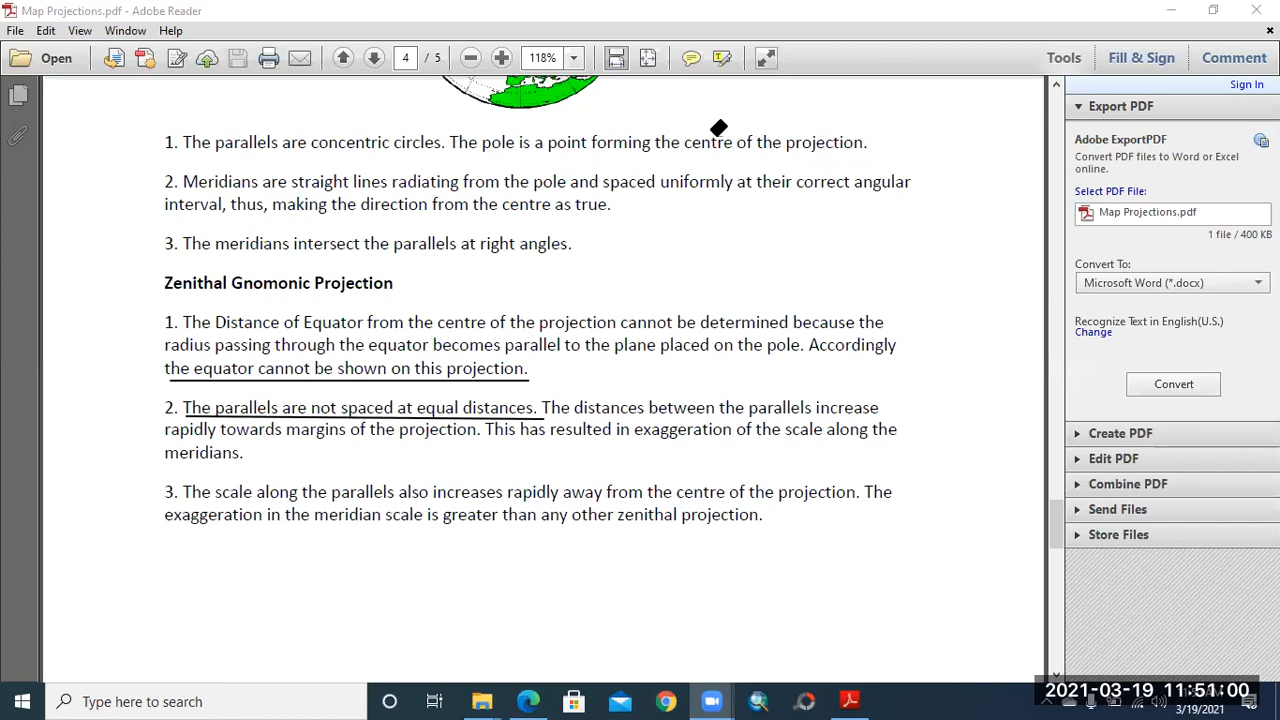 Map Projections.pdf - Adobe Reader
File Edit View Window Help
Open 4 / 5 118% Tools Fill & Sign Comment
Sign In
Export PDF
Adobe ExportPDF
Convert PDF files to Word or Excel
online.
Select PDF File:
Map Projections.pdf
1 file / 400 KB
Convert To:
Microsoft Word (*.docx)
Recognize Text in English(U.S.)
Change
Convert
Create PDF
Edit PDF
Combine PDF
Send Files
Store Files
1. The parallels are concentric circles. The pole is a point forming the centre of the projection.
2. Meridians are straight lines radiating from the pole and spaced uniformly at their correct angular
interval, thus, making the direction from the centre as true.
3. The meridians intersect the parallels at right angles.
Zenithal Gnomonic Projection
1. The Distance of Equator from the centre of the projection cannot be determined because the
radius passing through the equator becomes parallel to the plane placed on the pole. Accordingly
the equator cannot be shown on this projection.
2. The parallels are not spaced at equal distances. The distances between the parallels increase
rapidly towards margins of the projection. This has resulted in exaggeration of the scale along the
meridians.
3. The scale along the parallels also increases rapidly away from the centre of the projection. The
exaggeration in the meridian scale is greater than any other zenithal projection.
Type here to search
2021-03-19 11:51:00
3/19/2021